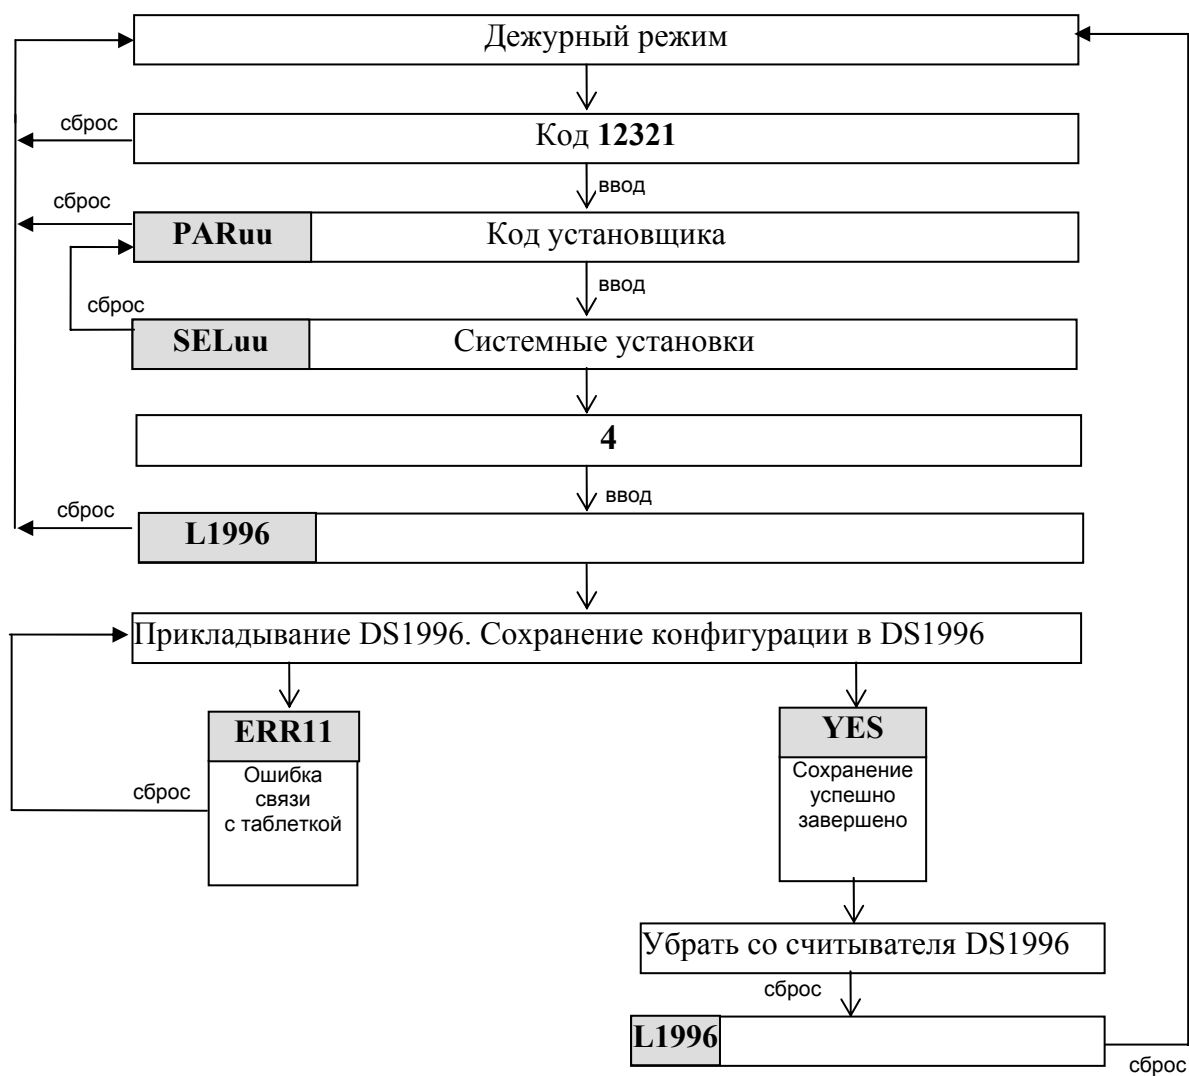 Дежурный режим
сброс
Код 12321
ввод
сброс
PARuu Код установщика
ввод
сброс
SELuu Системные установки
4
ввод
сброс
L1996
Прикладывание DS1996. Сохранение конфигурации в DS1996
ERR11
Ошибка
связи
с таблеткой
сброс
YES
Сохранение
успешно
завершено
Убрать со считывателя DS1996
сброс
L1996
сброс